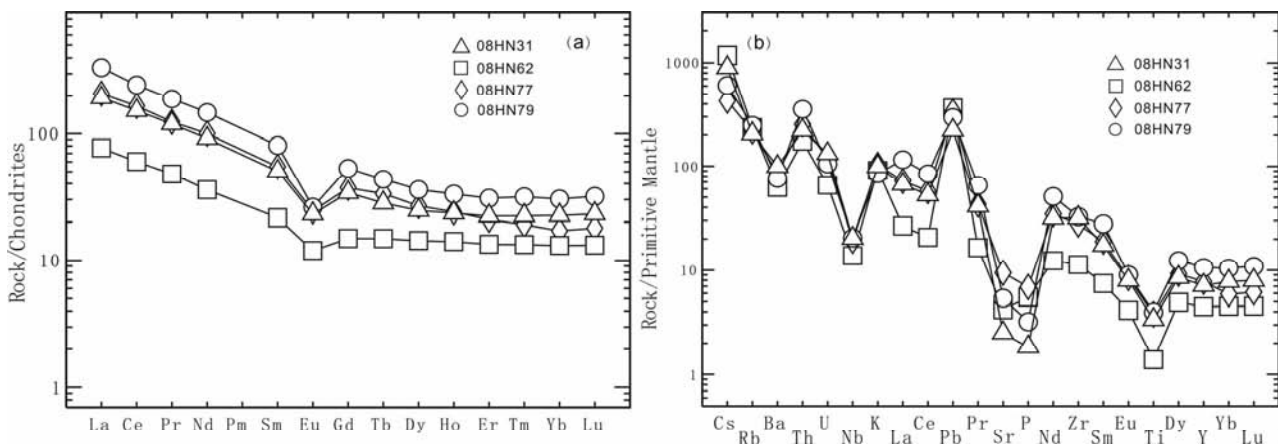 (a)
08HN31
08HN62
08HN77
08HN79
Rock/Chondrites
100
10
1
La Ce Pr Nd Pm Sm Eu Gd Tb Dy Ho Er Tm Yb Lu
(b)
08HN31
08HN62
08HN77
08HN79
Rock/Primitive Mantle
1000
100
10
1
Cs Ba U K Ce Pr P Zr Eu Dy Yb
Rb Th Nb La Pb Sr Nd Sm Ti Y Lu